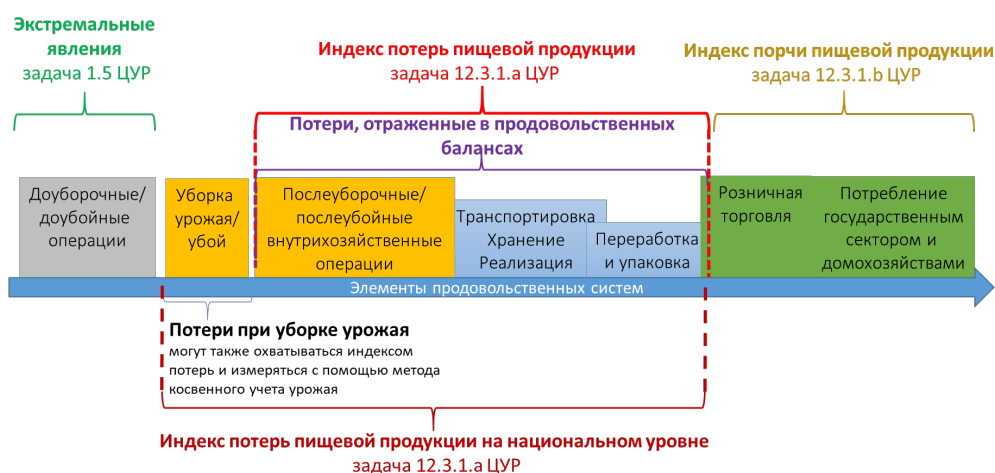 Экстремальные
явления
задача 1.5 ЦУР
Индекс потерь пищевой продукции
задача 12.3.1.a ЦУР
Индекс порчи пищевой продукции
задача 12.3.1.b ЦУР
Потери, отраженные в продовольственных
балансах
Доуборочные/
доубойные
операции
Уборка
урожая/
убой
Послеуборочные/
послеубойные
внутрихозяйственные
операции
Транспортировка
Хранение
Реализация
Переработка
и упаковка
Розничная
торговля
Потребление
государственным
сектором и
домохозяйствами
Элементы продовольственных систем
Потери при уборке урожая
могут также охватываться индексом
потерь и измеряться с помощью метода
косвенного учета урожая
Индекс потерь пищевой продукции на национальном уровне
задача 12.3.1.a ЦУР